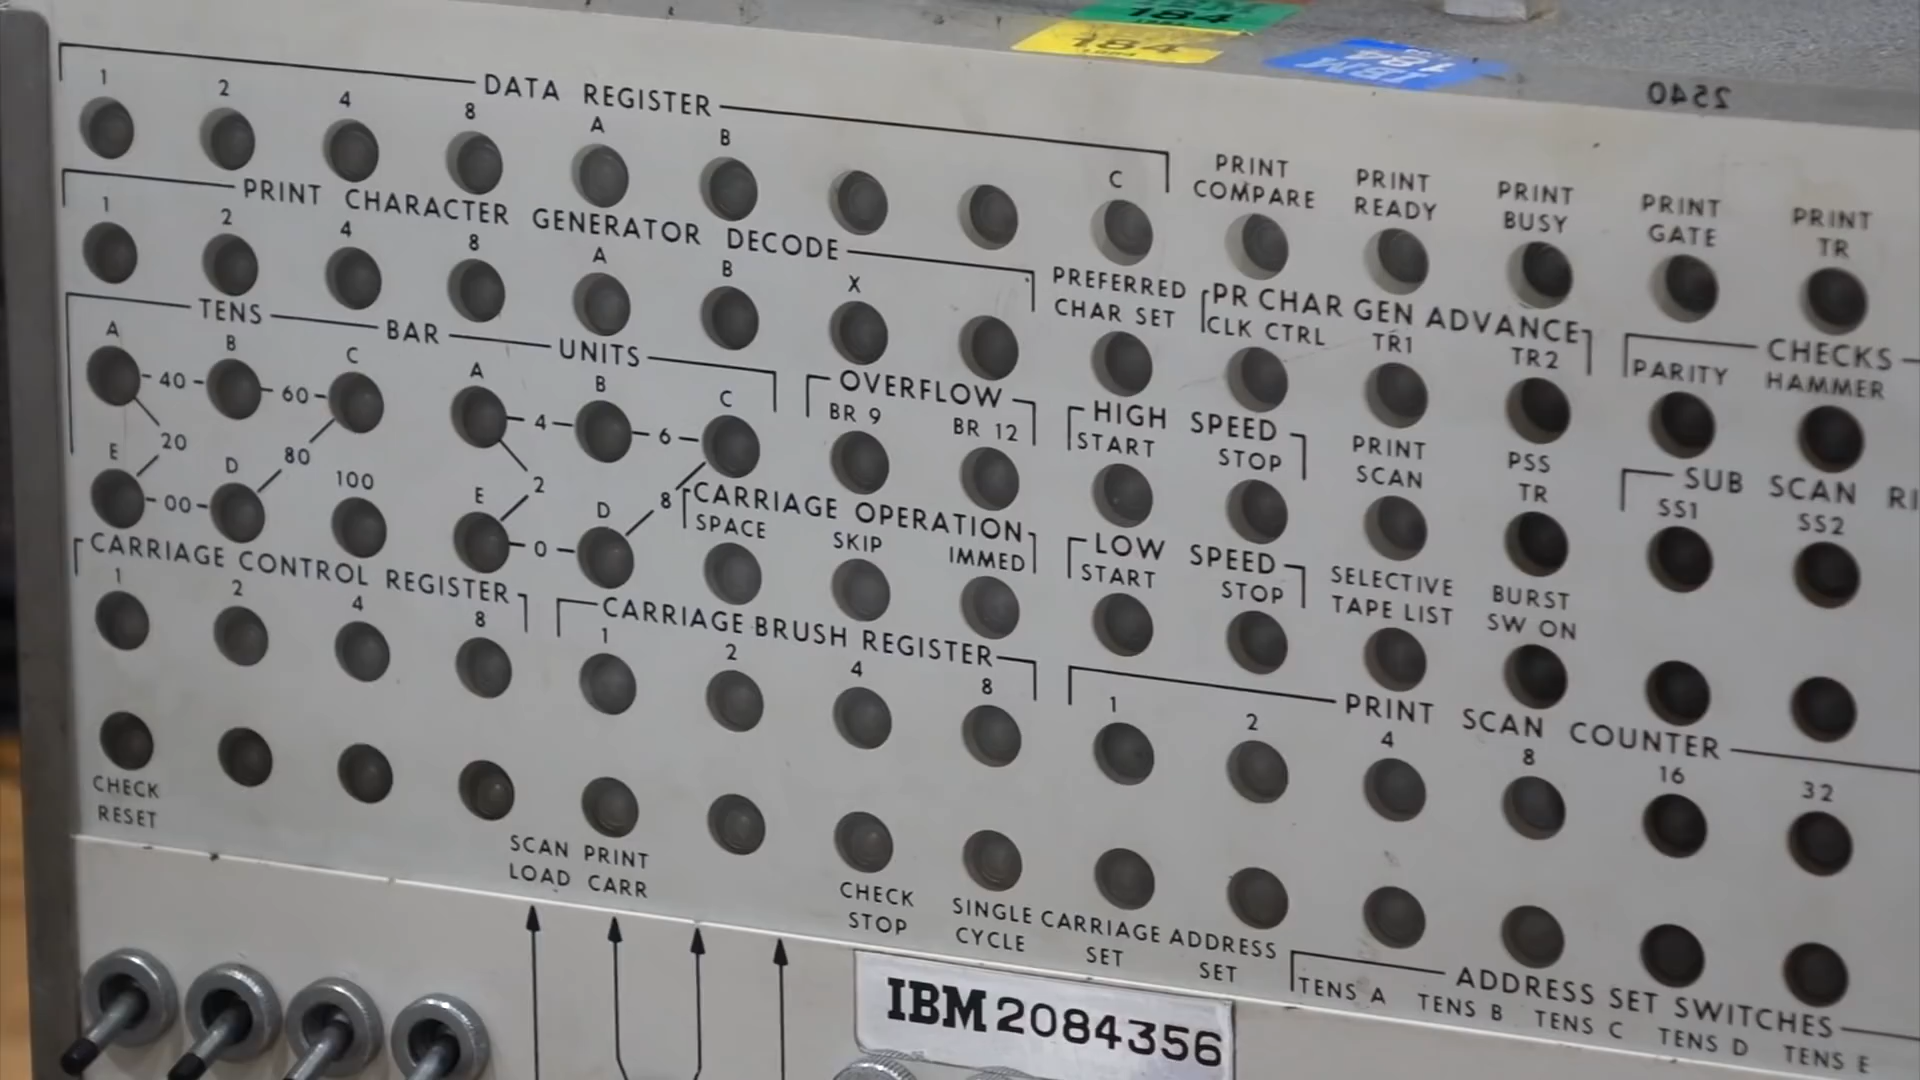 184
184
IBM 184
2540
DATA REGISTER
1 2 4 8 A B C
PRINT COMPARE
PRINT READY
PRINT BUSY
PRINT GATE
PRINT TR
PRINT CHARACTER GENERATOR DECODE
1 2 4 8 A B X
PREFERRED CHAR SET
PR CHAR GEN ADVANCE
CLK CTRL TR1 TR2
CHECKS
PARITY HAMMER
TENS BAR UNITS
A 40 B 60 C
20 80
E 00 D 100
A 4 B 6 C
2 8
E 0 D
OVERFLOW
BR 9 BR 12
HIGH SPEED
START STOP
PRINT SCAN
PSS TR
SUB SCAN RI
SS1 SS2
CARRIAGE OPERATION
SPACE SKIP IMMED
LOW SPEED
START STOP
SELECTIVE TAPE LIST
BURST SW ON
CARRIAGE CONTROL REGISTER
1 2 4 8
CARRIAGE BRUSH REGISTER
1 2 4 8
PRINT SCAN COUNTER
1 2 4 8 16 32
CHECK RESET
SCAN PRINT
LOAD CARR
CHECK STOP
SINGLE CYCLE
CARRIAGE SET
ADDRESS SET
ADDRESS SET SWITCHES
TENS A TENS B TENS C TENS D TENS E
IBM 2084356